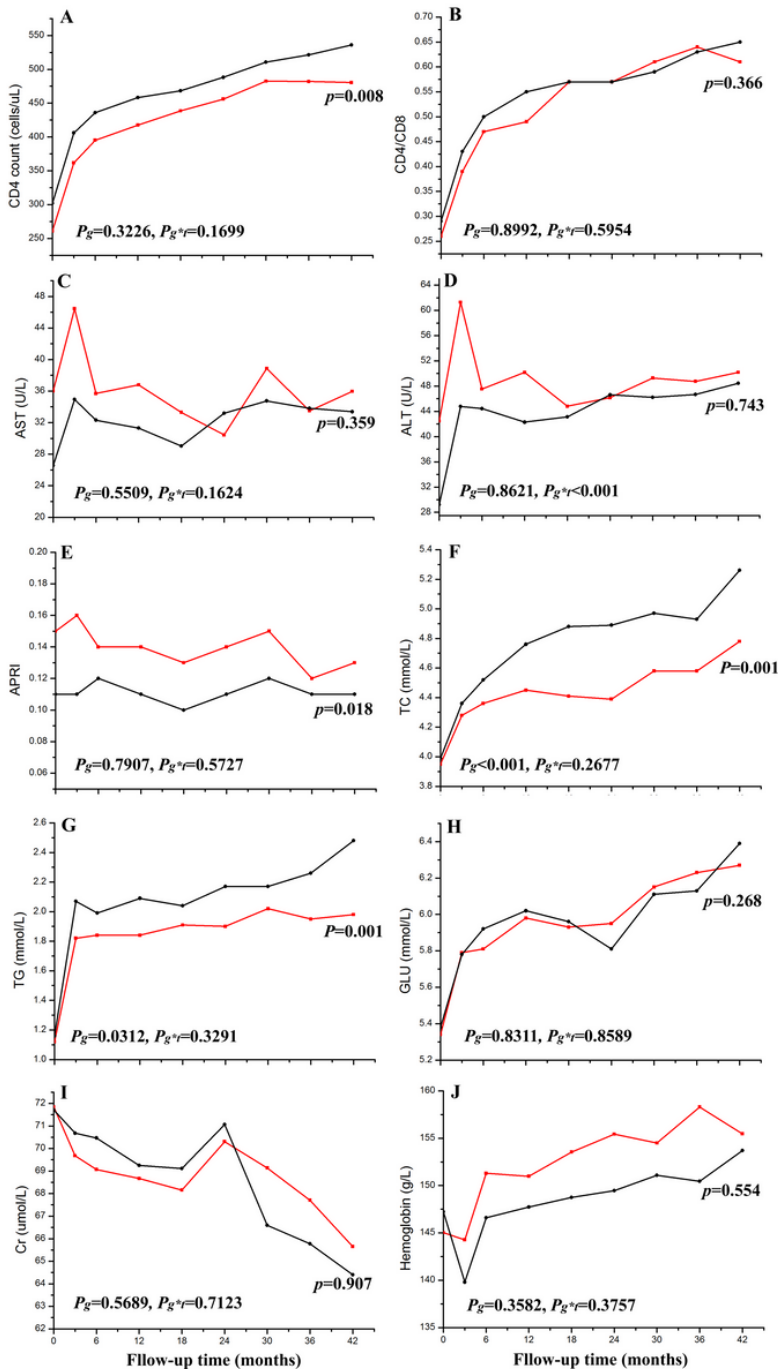 A
CD4 count (cells/uL)
550
500
450
400
350
300
250
p=0.008
Pg=0.3226, Pg*t=0.1699
B
CD4/CD8
0.65
0.60
0.55
0.50
0.45
0.40
0.35
0.30
0.25
p=0.366
Pg=0.8992, Pg*t=0.5954
C
AST (U/L)
48
44
40
36
32
28
24
20
p=0.359
Pg=0.5509, Pg*t=0.1624
D
ALT (U/L)
64
60
56
52
48
44
40
36
32
28
p=0.743
Pg=0.8621, Pg*t<0.001
E
APRI
0.20
0.18
0.16
0.14
0.12
0.10
0.08
0.06
p=0.018
Pg=0.7907, Pg*t=0.5727
F
TC (mmol/L)
5.4
5.2
5.0
4.8
4.6
4.4
4.2
4.0
3.8
P=0.001
Pg<0.001, Pg*t=0.2677
G
TG (mmol/L)
2.6
2.4
2.2
2.0
1.8
1.6
1.4
1.2
1.0
P=0.001
Pg=0.0312, Pg*t=0.3291
H
GLU (mmol/L)
6.4
6.2
6.0
5.8
5.6
5.4
5.2
p=0.268
Pg=0.8311, Pg*t=0.8589
I
Cr (umol/L)
72
71
70
69
68
67
66
65
64
63
62
p=0.907
Pg=0.5689, Pg*t=0.7123
0 6 12 18 24 30 36 42
Fllow-up time (months)
J
Hemoglobin (g/L)
160
155
150
145
140
135
p=0.554
Pg=0.3582, Pg*t=0.3757
0 6 12 18 24 30 36 42
Fllow-up time (months)